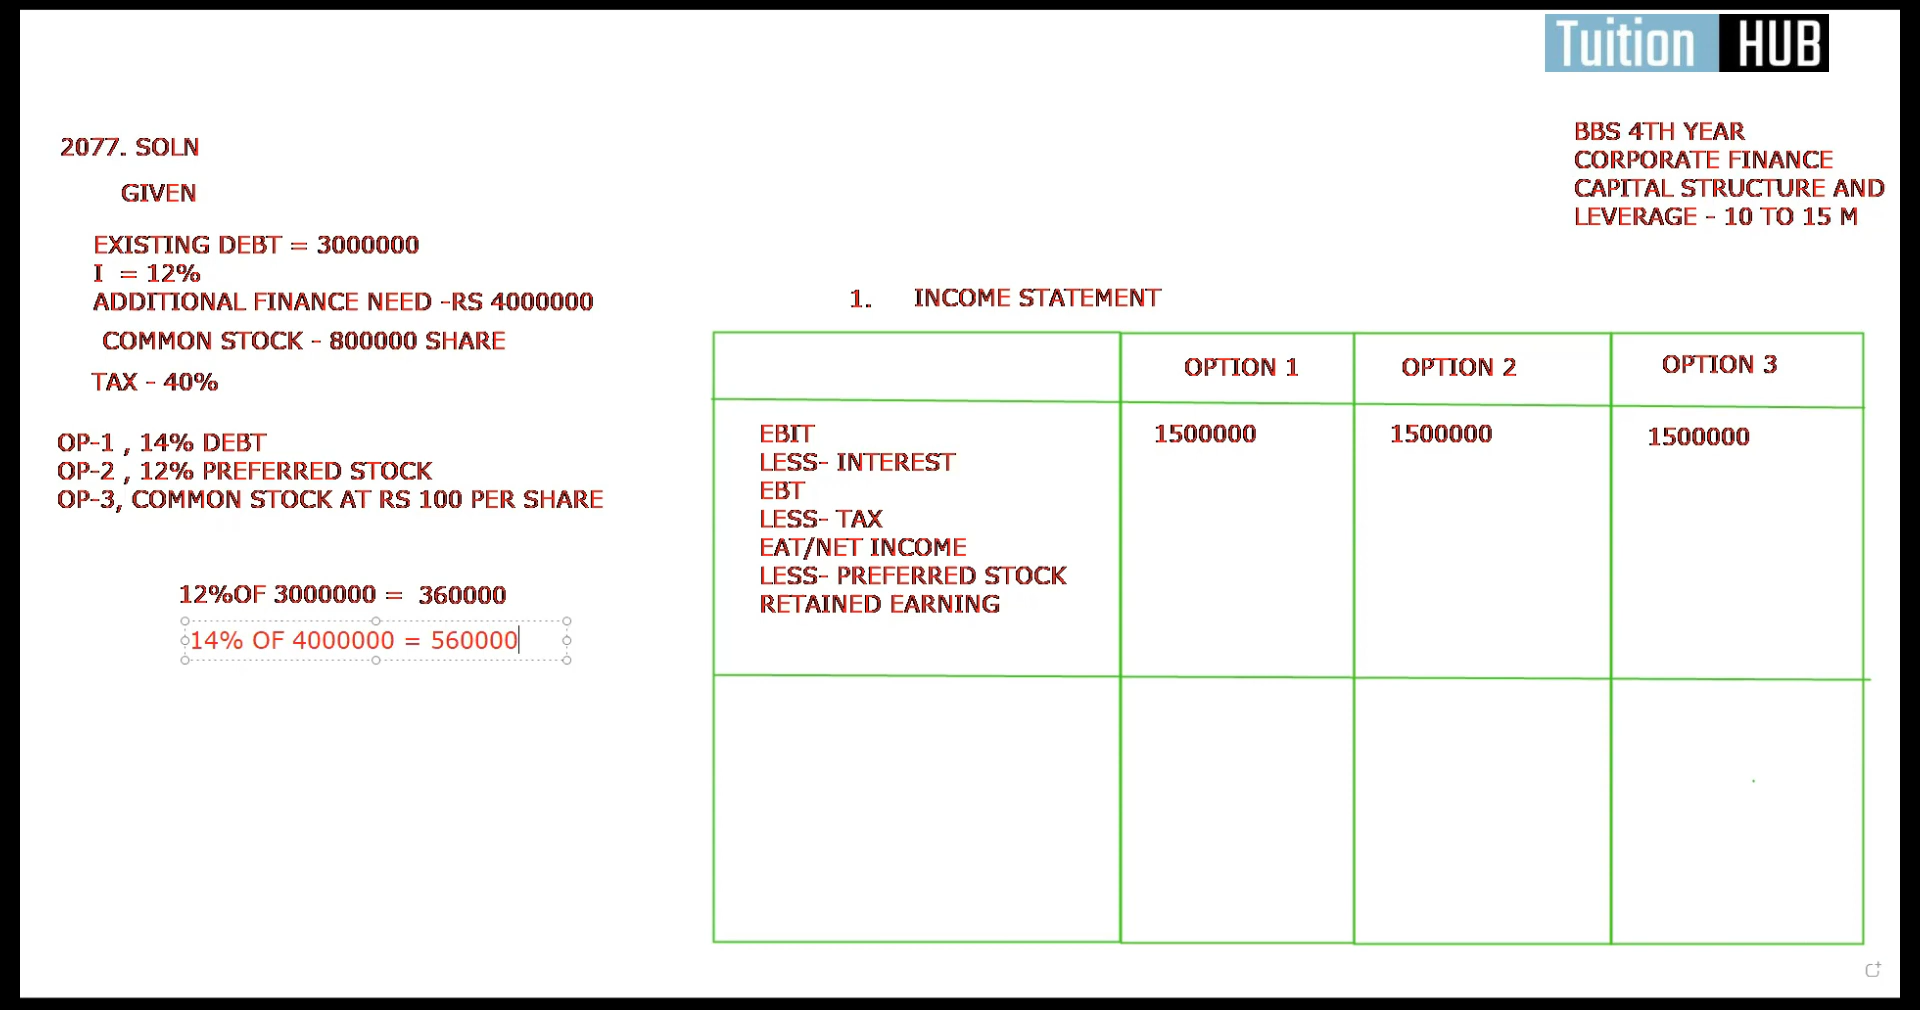 Tuition HUB
BBS 4TH YEAR
CORPORATE FINANCE
CAPITAL STRUCTURE AND
LEVERAGE - 10 TO 15 M
2077. SOLN
GIVEN
EXISTING DEBT = 3000000
I = 12%
ADDITIONAL FINANCE NEED -RS 4000000
COMMON STOCK - 800000 SHARE
TAX - 40%
OP-1 , 14% DEBT
OP-2 , 12% PREFERRED STOCK
OP-3, COMMON STOCK AT RS 100 PER SHARE
12%OF 3000000 = 360000
14% OF 4000000 = 560000
1. INCOME STATEMENT
OPTION 1 OPTION 2 OPTION 3
EBIT 1500000 1500000 1500000
LESS- INTEREST
EBT
LESS- TAX
EAT/NET INCOME
LESS- PREFERRED STOCK
RETAINED EARNING